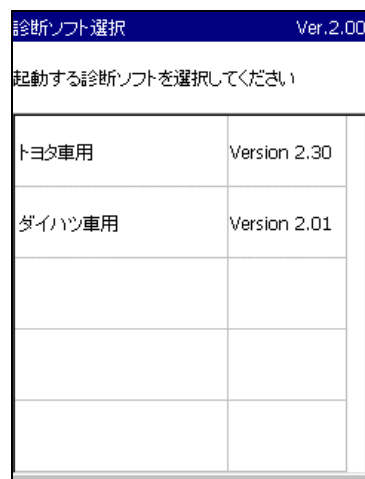 診断ソフト選択 Ver.2.00
起動する診断ソフトを選択してください
トヨタ車用 Version 2.30
ダイハツ車用 Version 2.01